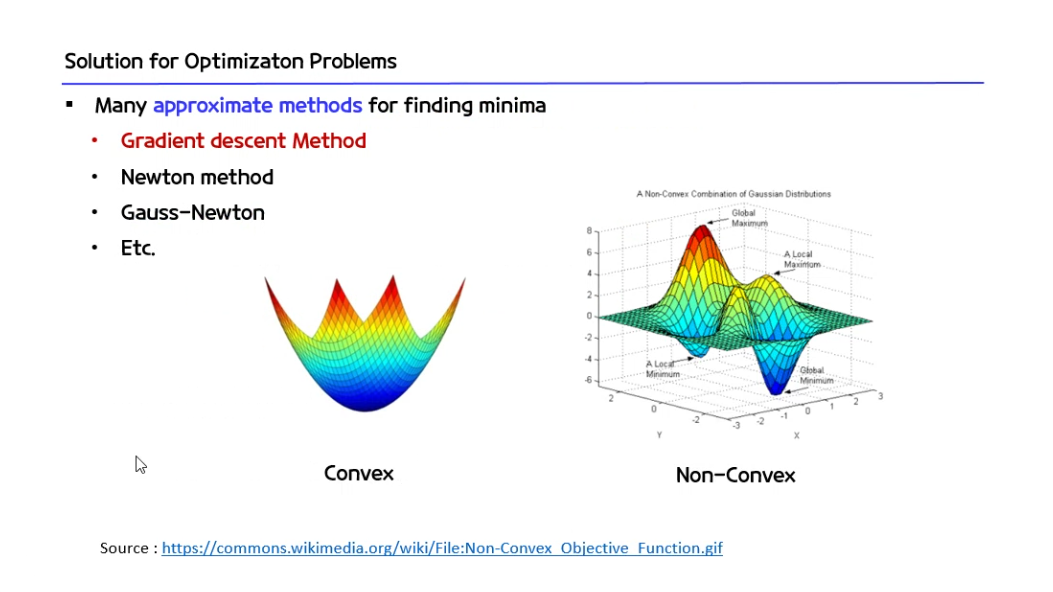 Solution for Optimizaton Problems
▪ Many approximate methods for finding minima
• Gradient descent Method
• Newton method
• Gauss-Newton
• Etc.
A Non-Convex Combination of Gaussian Distributions
Global
Maximum
A Local
Maximum
8
6
4
2
0
-2
-4
-6
A Local
Minimum
Global
Minimum
2
0
-2
Y
-3
-2
-1
0
1
2
3
X
Convex
Non-Convex
Source : https://commons.wikimedia.org/wiki/File:Non-Convex_Objective_Function.gif